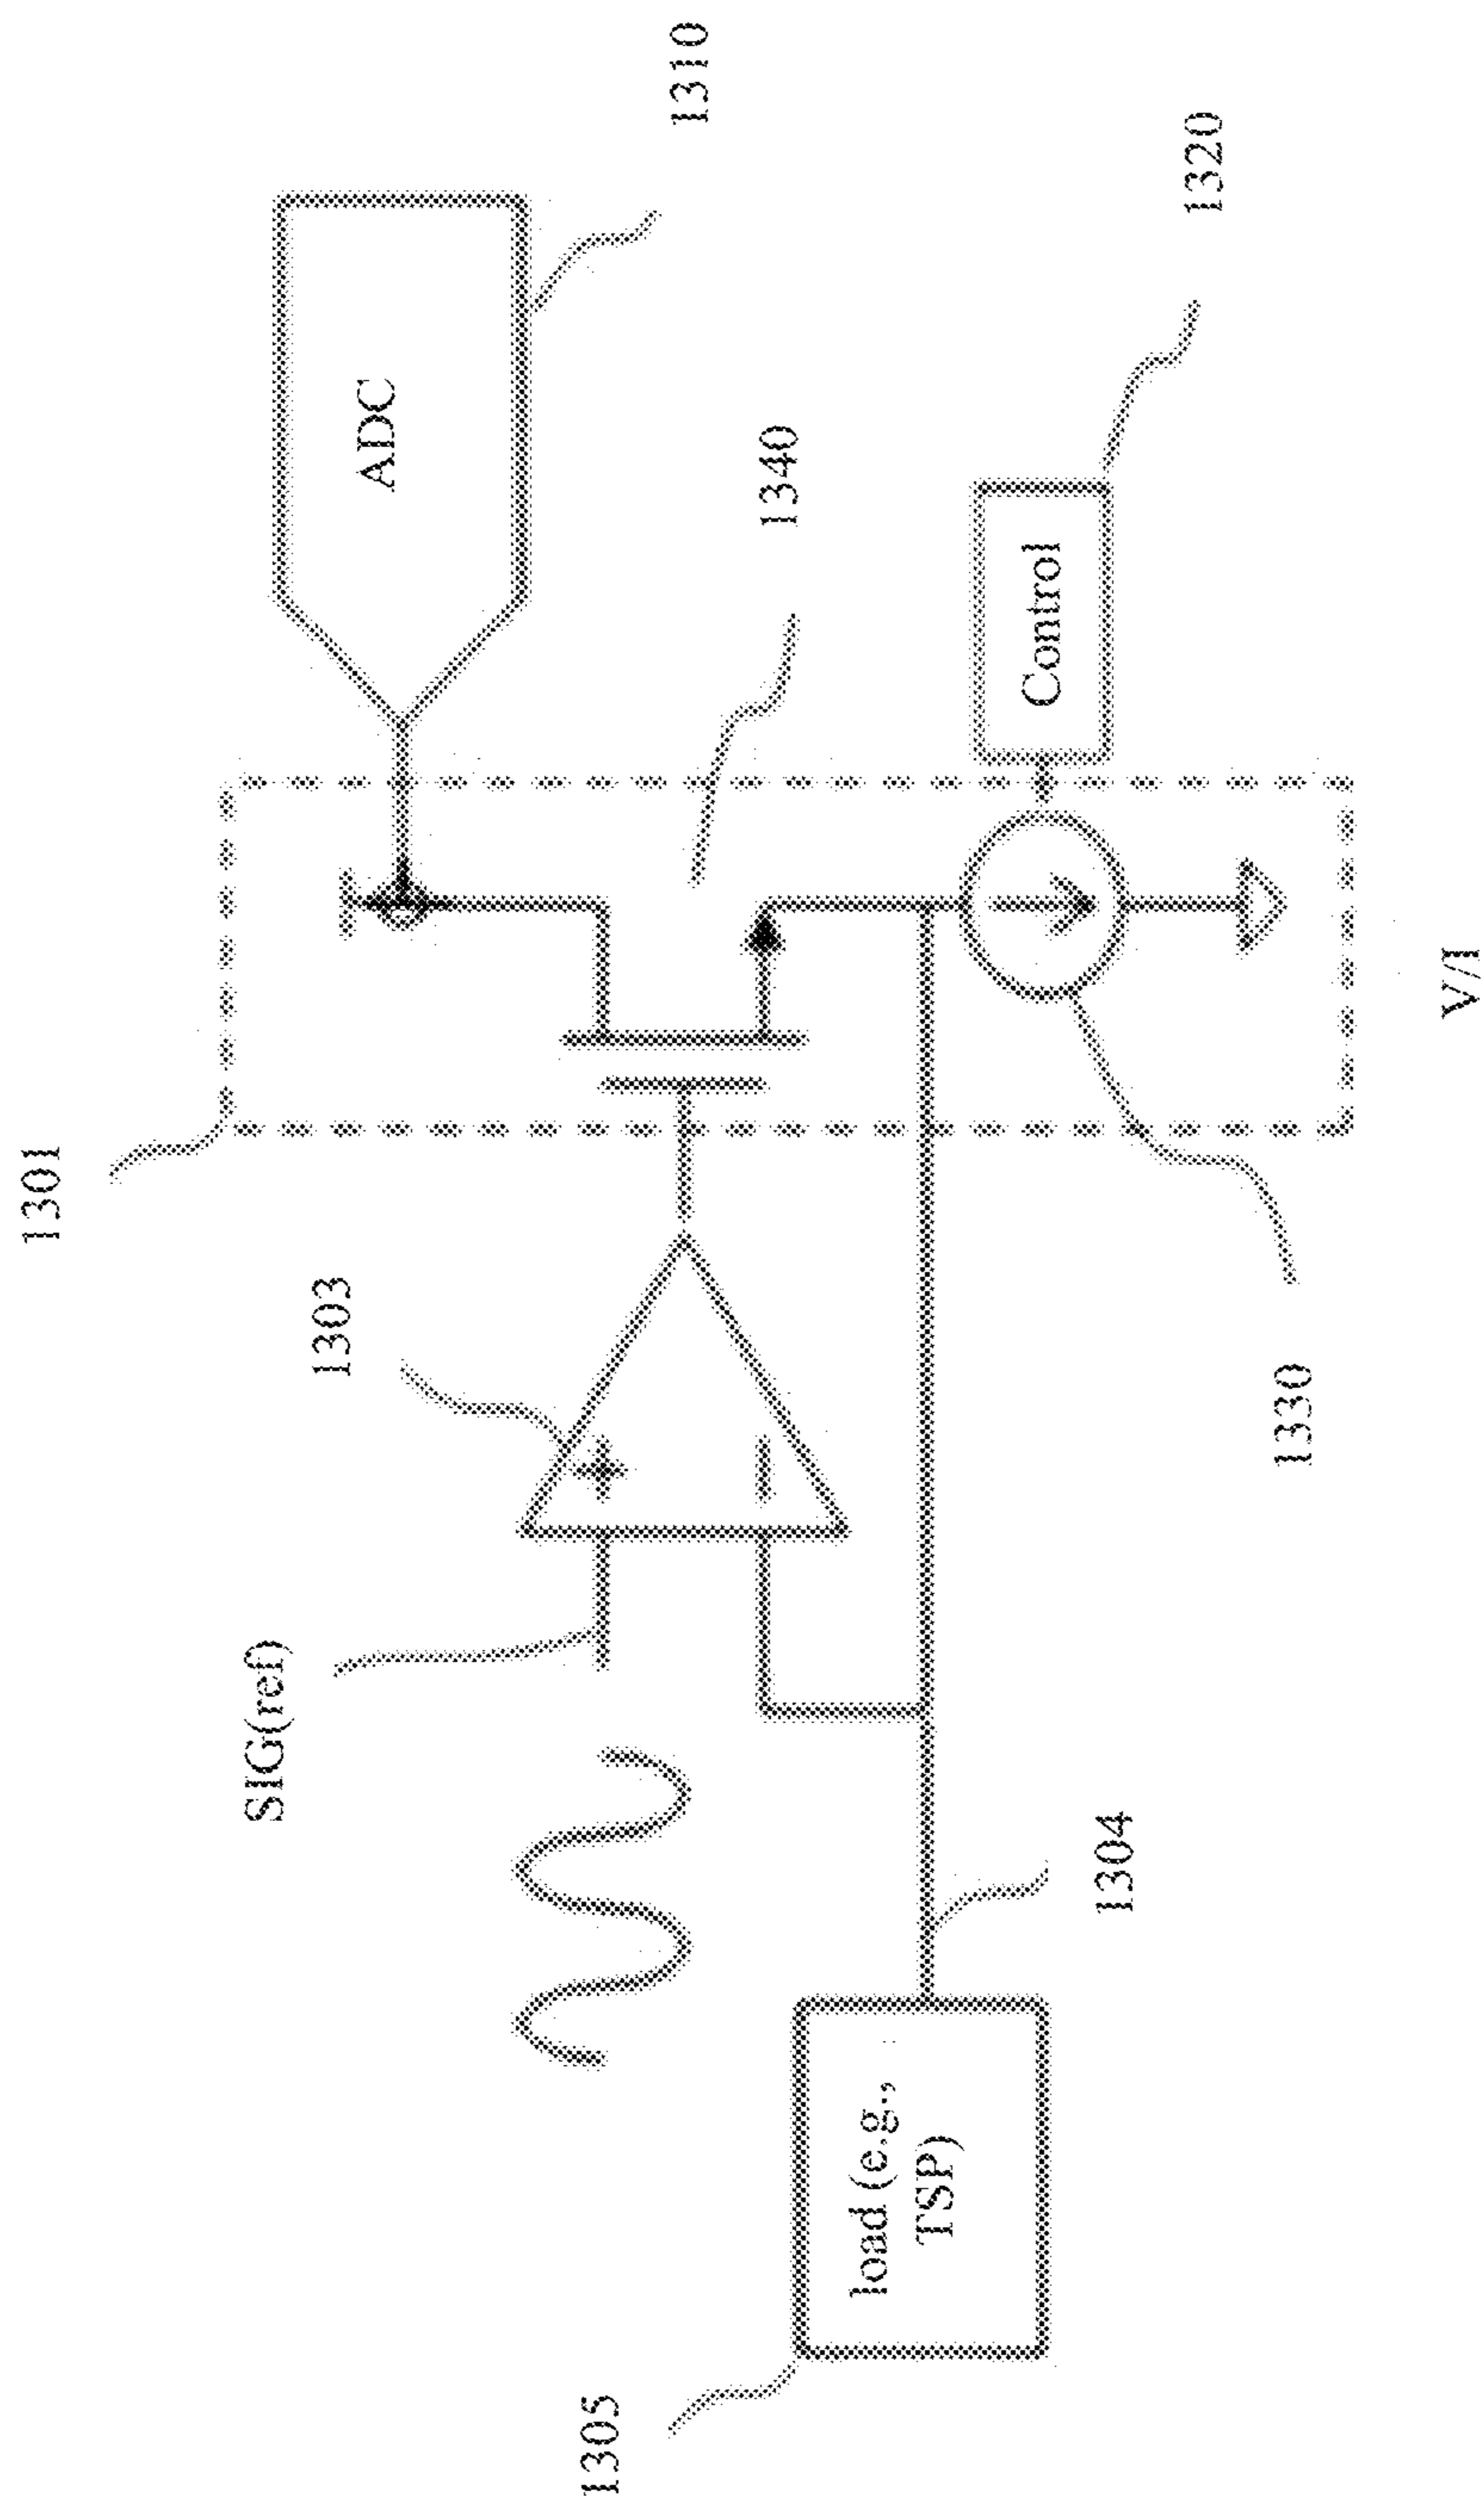 1305
load (e.g.,
TSP)
1304
SIG(ref)
1303
+
−
1301
V/I
1330
Control
1320
1340
ADC
1310